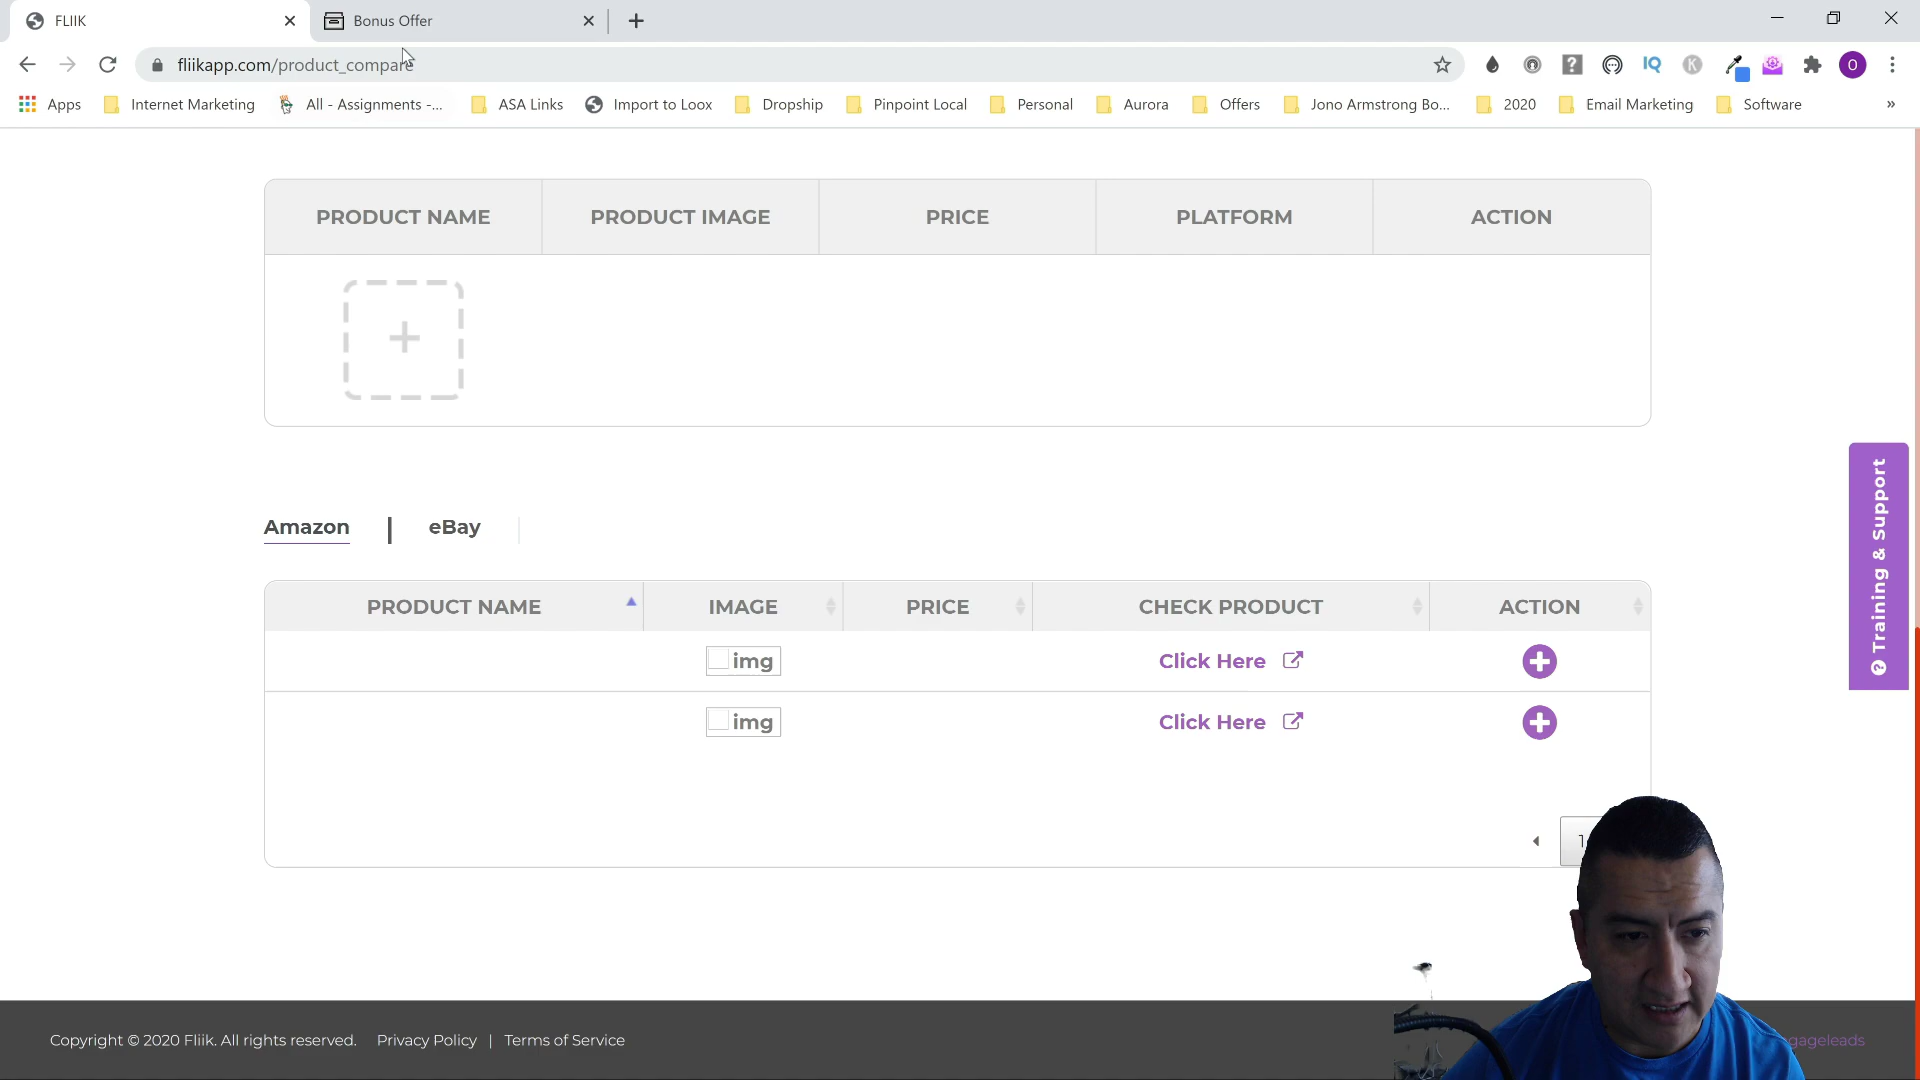 FLIIK
Bonus Offer
fliikapp.com/product_compare
IQ
K
O
Apps
Internet Marketing
All - Assignments -...
ASA Links
Import to Loox
Dropship
Pinpoint Local
Personal
Aurora
Offers
Jono Armstrong Bo...
2020
Email Marketing
Software
»
PRODUCT NAME
PRODUCT IMAGE
PRICE
PLATFORM
ACTION
Training & Support
Amazon | eBay
PRODUCT NAME
IMAGE
PRICE
CHECK PRODUCT
ACTION
img
Click Here
img
Click Here
1
Copyright © 2020 Fliik. All rights reserved. Privacy Policy | Terms of Service
gageleads